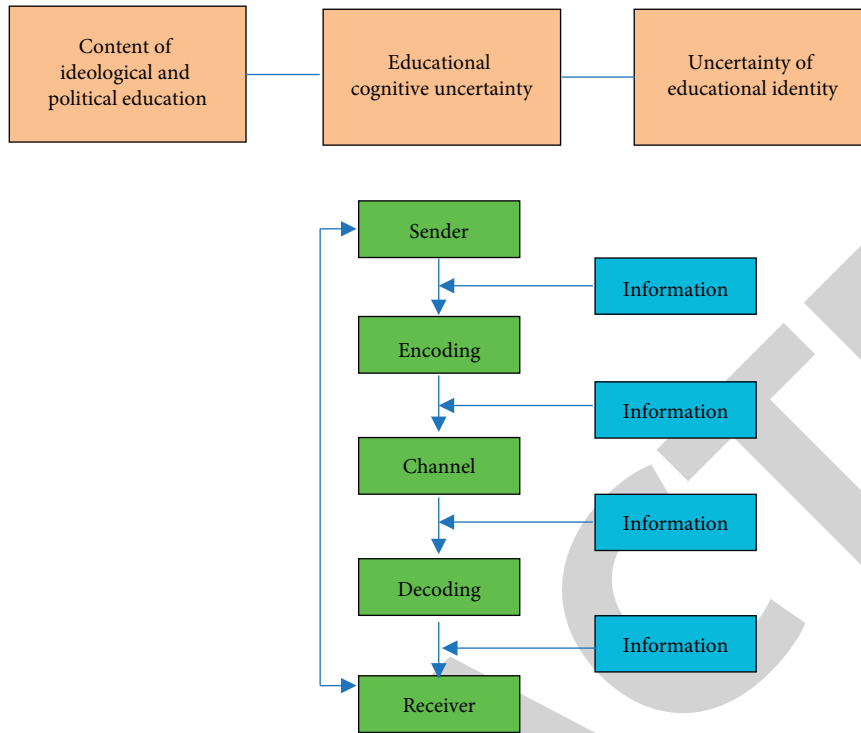 Content of
ideological and
political education
Educational
cognitive uncertainty
Uncertainty of
educational identity
Sender
Information
Encoding
Information
Channel
Information
Decoding
Information
Receiver